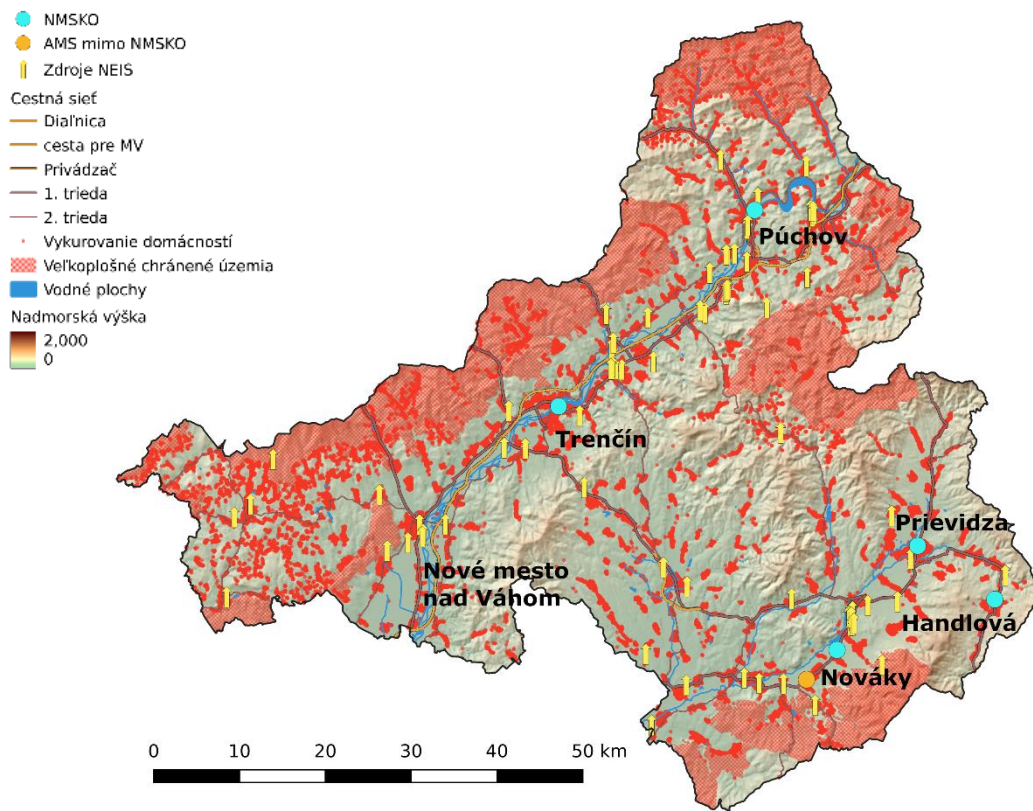 NMSKO
AMS mimo NMSKO
Zdroje NEIS
Cestná sieť
Diaľnica
cesta pre MV
Privádzač
1. trieda
2. trieda
Vykurovanie domácností
Veľkoplošné chránené územia
Vodné plochy
Nadmorská výška
2,000
0
Púchov
Trenčín
Prievidza
Nové mesto
nad Váhom
Handlová
Nováky
0 10 20 30 40 50 km